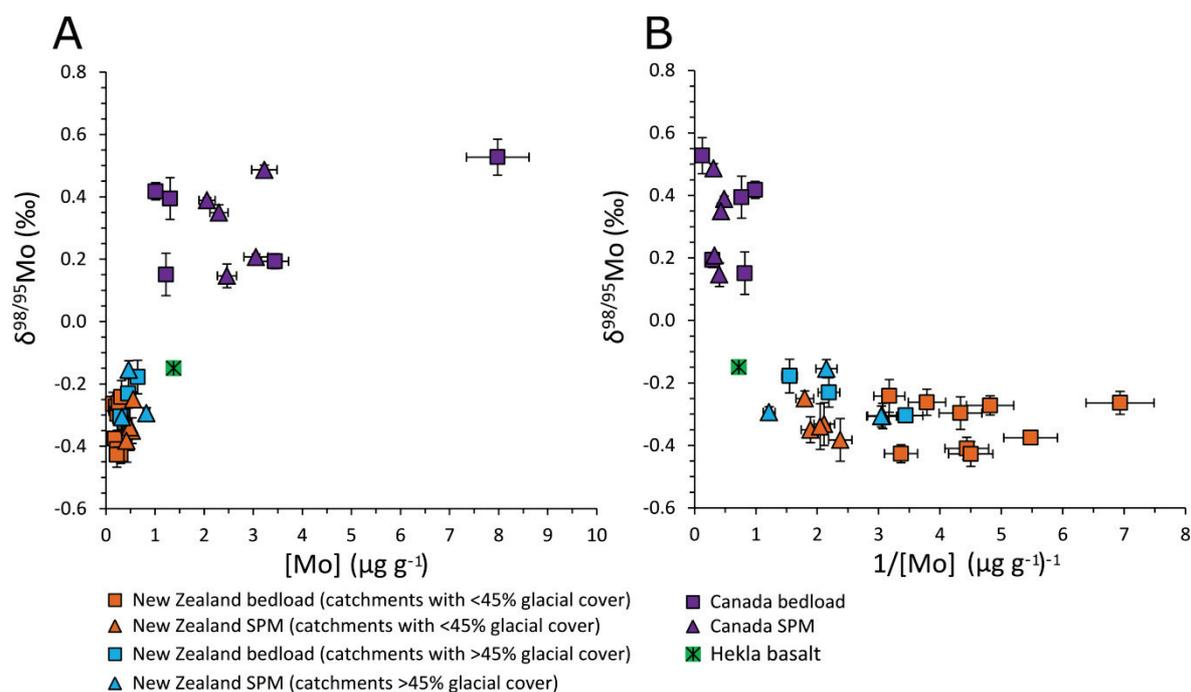 A
B
0.8
0.6
0.4
0.2
0.0
-0.2
-0.4
-0.6
δ98/95Mo (‰)
0 1 2 3 4 5 6 7 8 9 10
[Mo] (µg g-1)
0.8
0.6
0.4
0.2
0.0
-0.2
-0.4
-0.6
δ98/95Mo (‰)
0 1 2 3 4 5 6 7 8
1/[Mo] (µg g-1)-1
New Zealand bedload (catchments with <45% glacial cover)
New Zealand SPM (catchments with <45% glacial cover)
New Zealand bedload (catchments with >45% glacial cover)
New Zealand SPM (catchments >45% glacial cover)
Canada bedload
Canada SPM
Hekla basalt